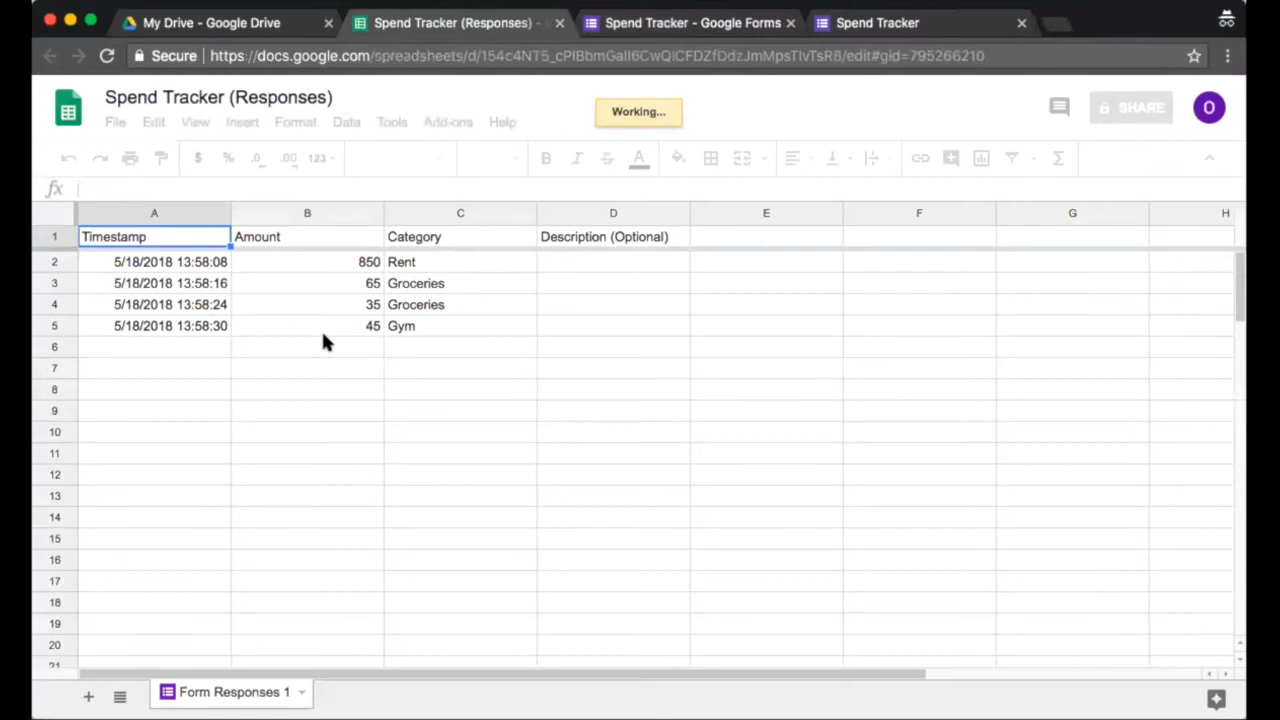 My Drive - Google Drive
Spend Tracker (Responses) -
Spend Tracker - Google Forms
Spend Tracker
Secure
https://docs.google.com/spreadsheets/d/154c4NT5_cPIBbmGaII6CwQICFDZfDdzJmMpsTIvTsR8/edit#gid=795266210
Spend Tracker (Responses)
Working...
SHARE
O
File Edit View Insert Format Data Tools Add-ons Help
$ % .0 .00 123 B I S A Σ
fx
A B C D E F G H
1 Timestamp Amount Category Description (Optional)
2 5/18/2018 13:58:08 850 Rent
3 5/18/2018 13:58:16 65 Groceries
4 5/18/2018 13:58:24 35 Groceries
5 5/18/2018 13:58:30 45 Gym
6
7
8
9
10
11
12
13
14
15
16
17
18
19
20
21
Form Responses 1